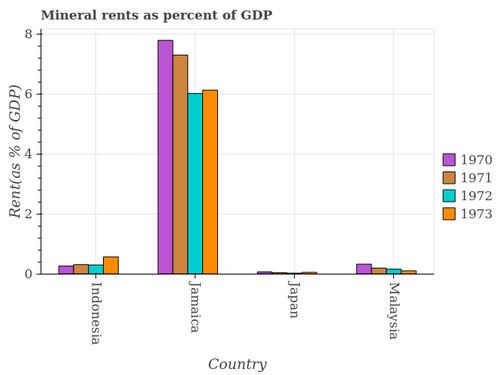 Mineral rents as percent of GDP
Rent(as % of GDP)
8
6
4
2
0
Indonesia
Jamaica
Japan
Malaysia
Country
1970
1971
1972
1973